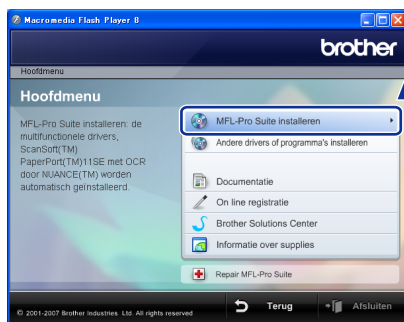 Macromedia Flash Player 8
brother
Hoofdmenu
Hoofdmenu
MFL-Pro Suite installeren: de
multifunctionele drivers,
ScanSoft(TM)
PaperPort(TM)11SE met OCR
door NUANCE(TM) worden
automatisch geïnstalleerd.
MFL-Pro Suite installeren
Andere drivers of programma's installeren
Documentatie
On line registratie
Brother Solutions Center
Informatie over supplies
Repair MFL-Pro Suite
© 2001-2007 Brother Industries Ltd. All rights reserved
Terug
Afsluiten